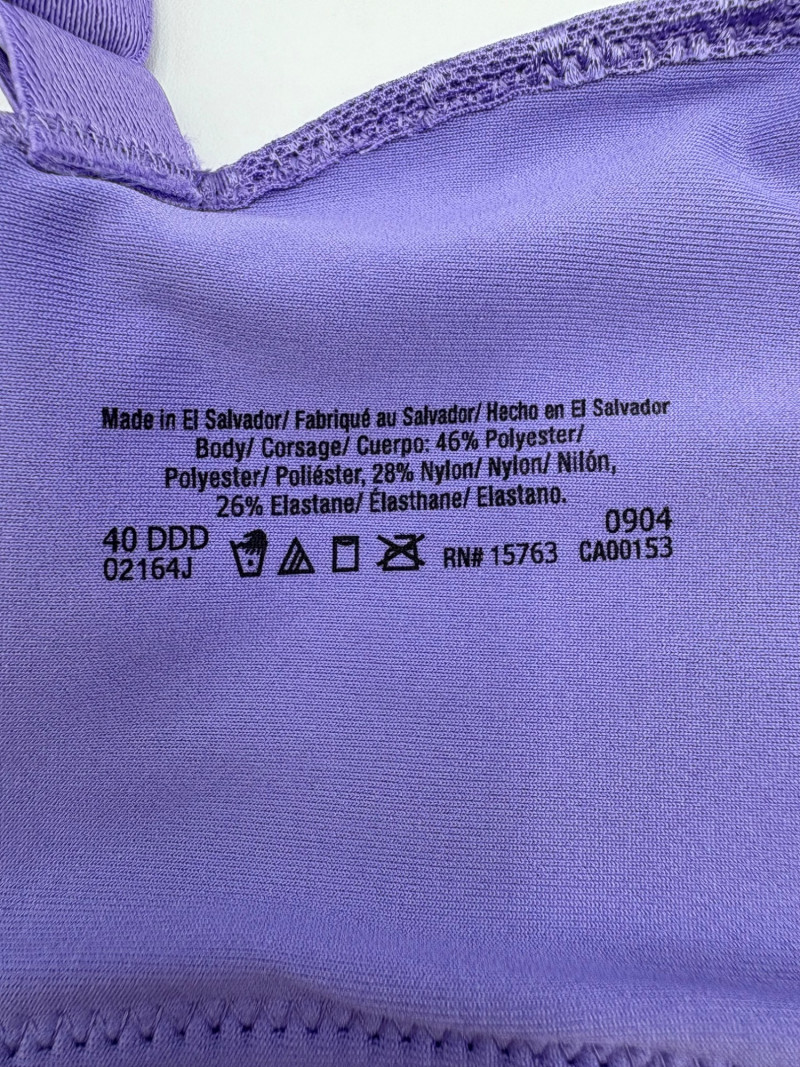 Made in El Salvador/ Fabriqué au Salvador/ Hecho en El Salvador
Body/ Corsage/ Cuerpo: 46% Polyester/
Polyester/ Poliéster, 28% Nylon/ Nylon/ Nilón,
26% Elastane/ Élasthane/ Elastano.
40 DDD 0904
02164J RN# 15763 CA00153